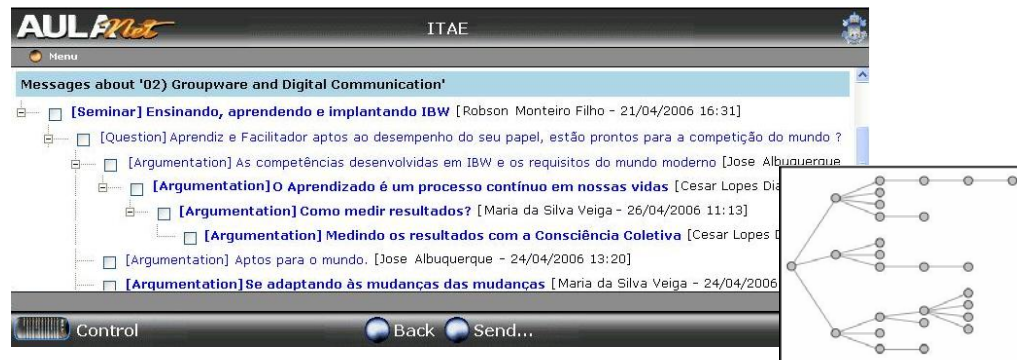 AULANet
ITAE
Menu
Messages about '02) Groupware and Digital Communication'
[Seminar] Ensinando, aprendendo e implantando IBW [Robson Monteiro Filho - 21/04/2006 16:31]
[Question] Aprendiz e Facilitador aptos ao desempenho do seu papel, estão prontos para a competição do mundo ?
[Argumentation] As competências desenvolvidas em IBW e os requisitos do mundo moderno [Jose Albuquerque
[Argumentation] O Aprendizado é um processo contínuo em nossas vidas [Cesar Lopes Dia
[Argumentation] Como medir resultados? [Maria da Silva Veiga - 26/04/2006 11:13]
[Argumentation] Medindo os resultados com a Consciência Coletiva [Cesar Lopes D
[Argumentation] Aptos para o mundo. [Jose Albuquerque - 24/04/2006 13:20]
[Argumentation] Se adaptando às mudanças das mudanças [Maria da Silva Veiga - 24/04/2006
Control Back Send...